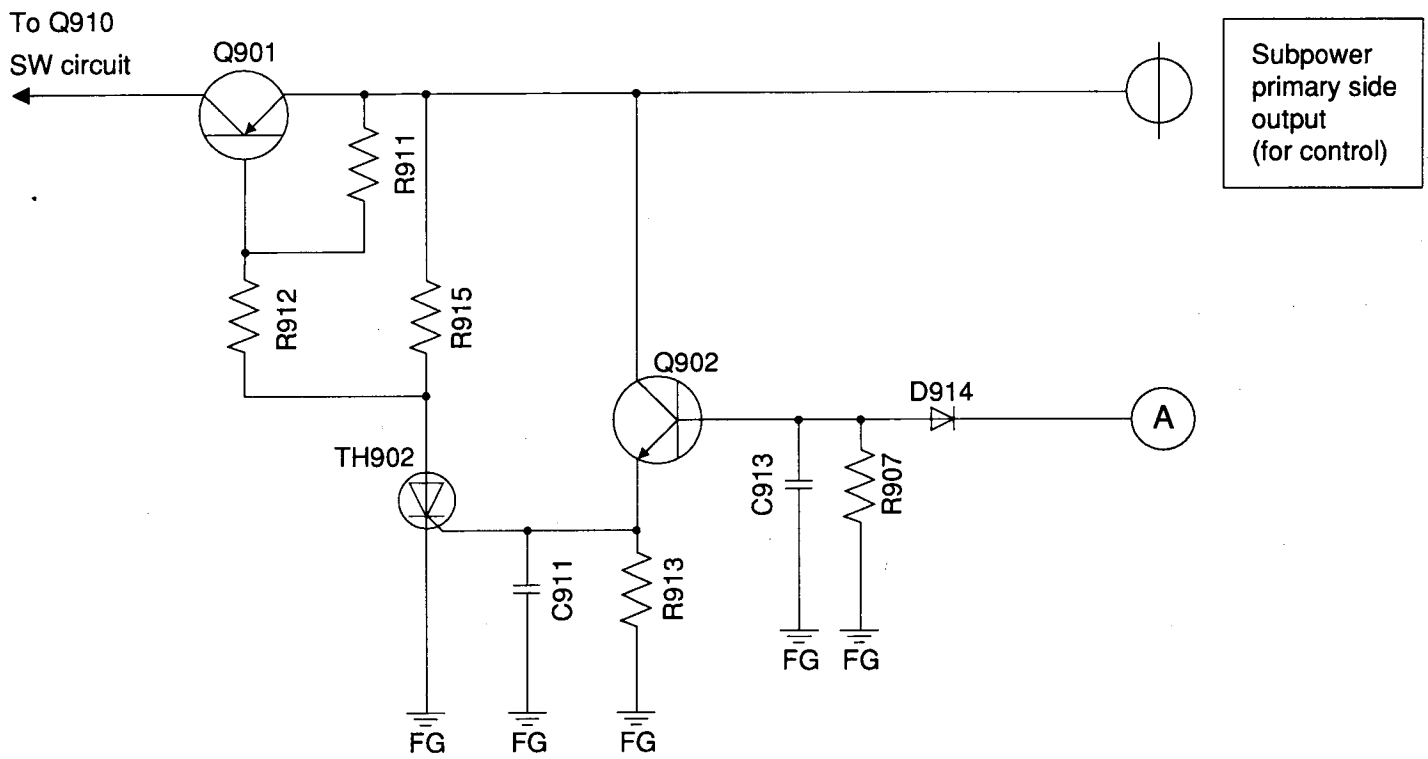 To Q910
SW circuit
Q901
Subpower
primary side
output
(for control)
R911
R912
R915
Q902
D914
A
TH902
C913
R907
C911
R913
FG
FG
FG
FG
FG